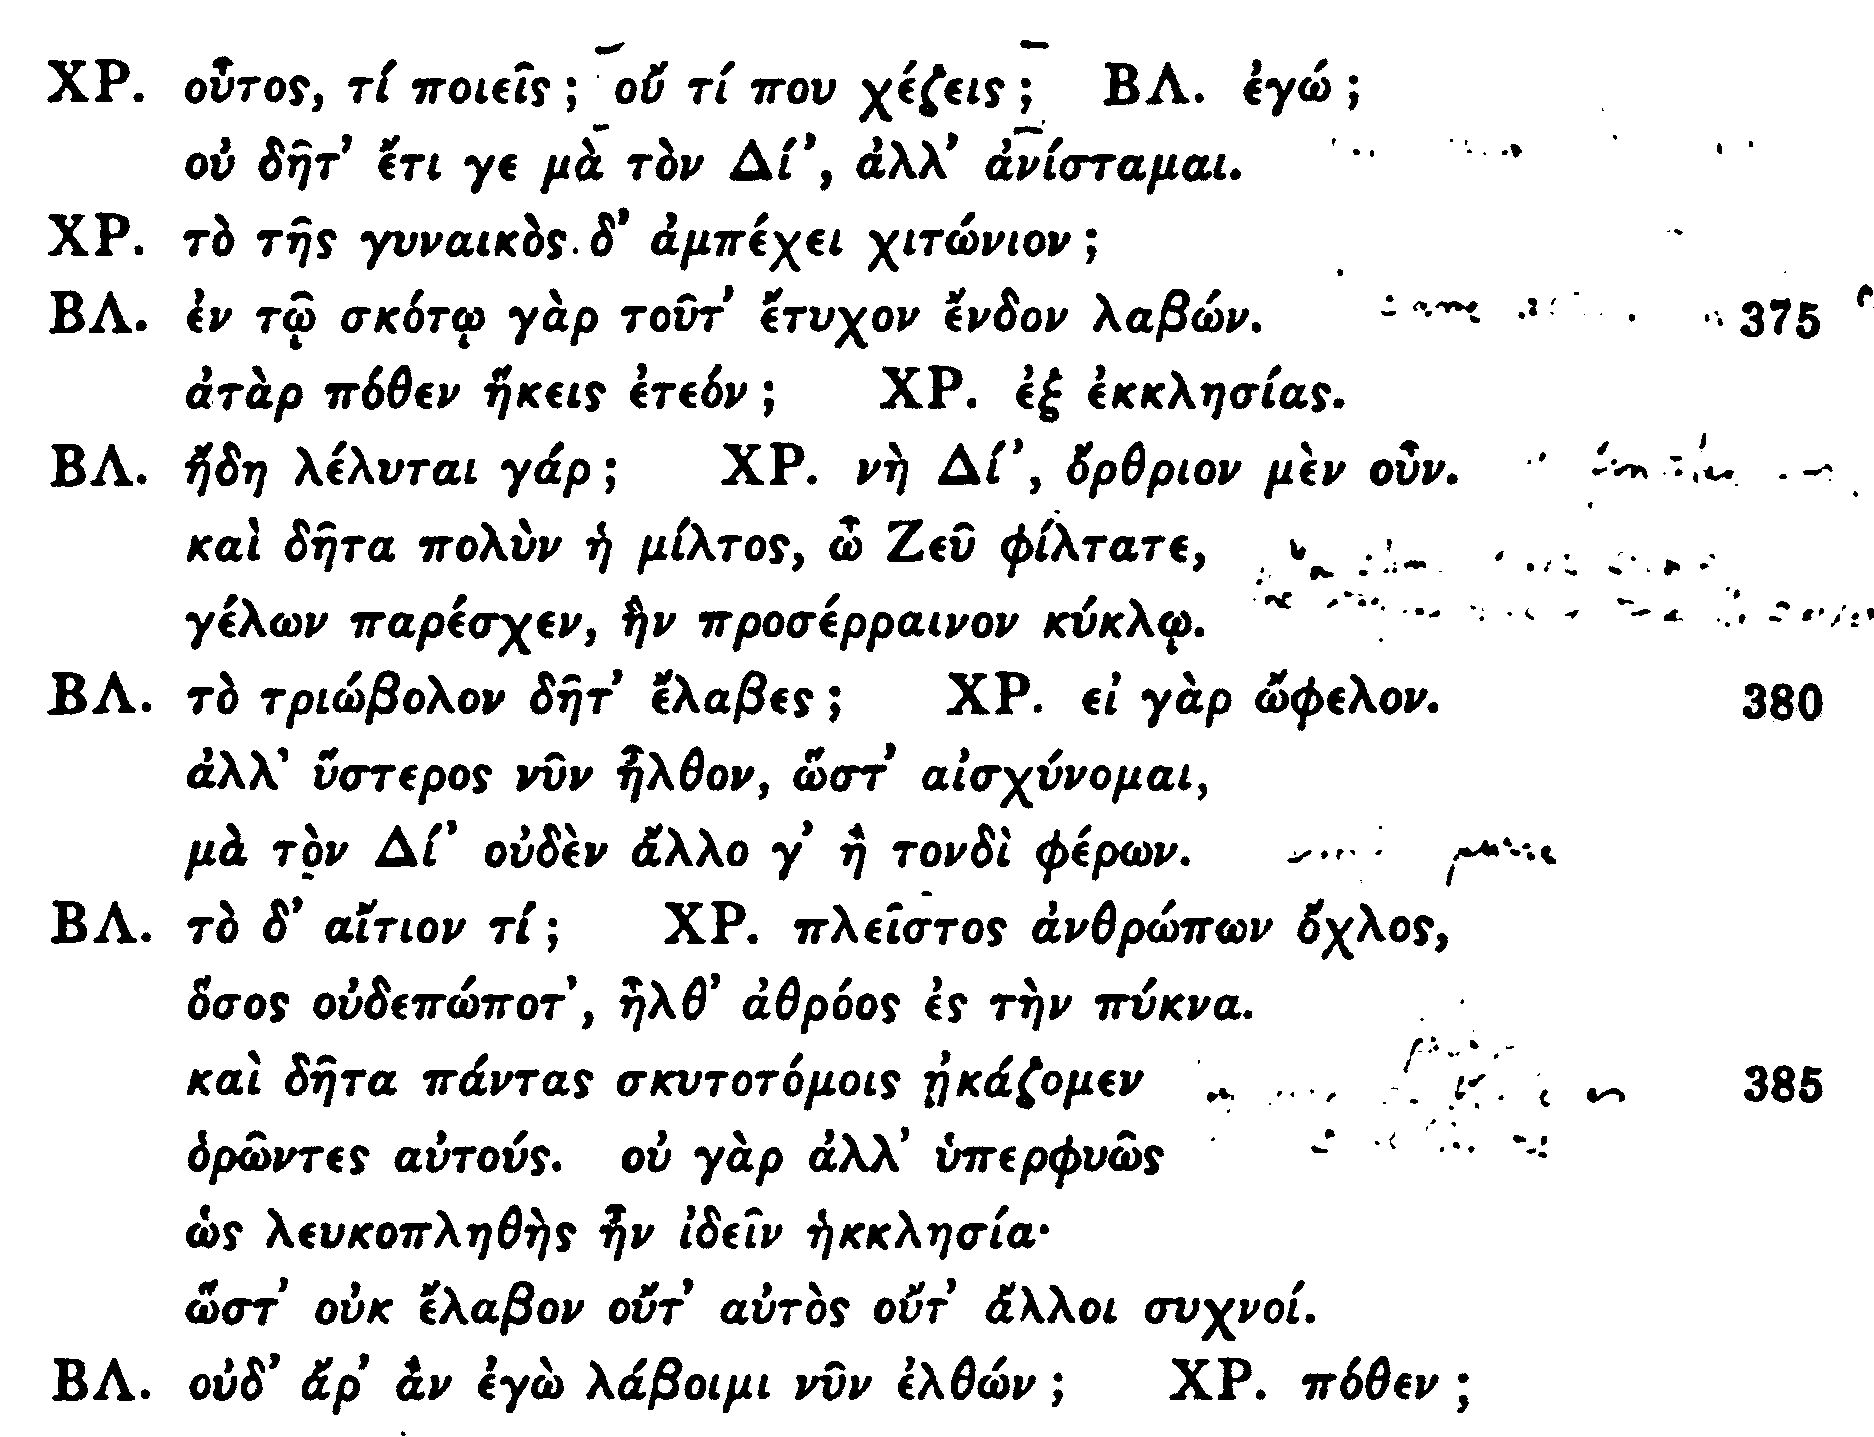 ΧΡ. οὗτος, τί ποιεῖς; οὔ τί που χέζεις; ΒΛ. ἐγώ;
οὐ δῆτ’ ἔτι γε μὰ τὸν Δί’, ἀλλ’ ἀνίσταμαι.
ΧΡ. τὸ τῆς γυναικὸς δ’ ἀμπέχει χιτώνιον;
ΒΛ. ἐν τῷ σκότῳ γὰρ τοῦτ’ ἔτυχον ἔνδον λαβών. 375
ἀτὰρ πόθεν ἥκεις ἐτεόν; ΧΡ. ἐξ ἐκκλησίας.
ΒΛ. ἤδη λέλυται γάρ; ΧΡ. νὴ Δί’, ὄρθριον μὲν οὖν.
καὶ δῆτα πολὺν ἡ μίλτος, ὦ Ζεῦ φίλτατε,
γέλων παρέσχεν, ἣν προσέρραινον κύκλῳ.
ΒΛ. τὸ τριώβολον δῆτ’ ἔλαβες; ΧΡ. εἰ γὰρ ὤφελον. 380
ἀλλ’ ὕστερος νῦν ἦλθον, ὥστ’ αἰσχύνομαι,
μὰ τὸν Δί’ οὐδὲν ἄλλο γ’ ἢ τονδὶ φέρων.
ΒΛ. τὸ δ’ αἴτιον τί; ΧΡ. πλεῖστος ἀνθρώπων ὄχλος,
ὅσος οὐδεπώποτ’, ἦλθ’ ἀθρόος ἐς τὴν πύκνα.
καὶ δῆτα πάντας σκυτοτόμοις ᾐκάζομεν 385
ὁρῶντες αὐτούς. οὐ γὰρ ἀλλ’ ὑπερφυῶς
ὡς λευκοπληθὴς ἦν ἰδεῖν ἡκκλησία·
ὥστ’ οὐκ ἔλαβον οὔτ’ αὐτὸς οὔτ’ ἄλλοι συχνοί.
ΒΛ. οὐδ’ ἄρ’ ἂν ἐγὼ λάβοιμι νῦν ἐλθών; ΧΡ. πόθεν;